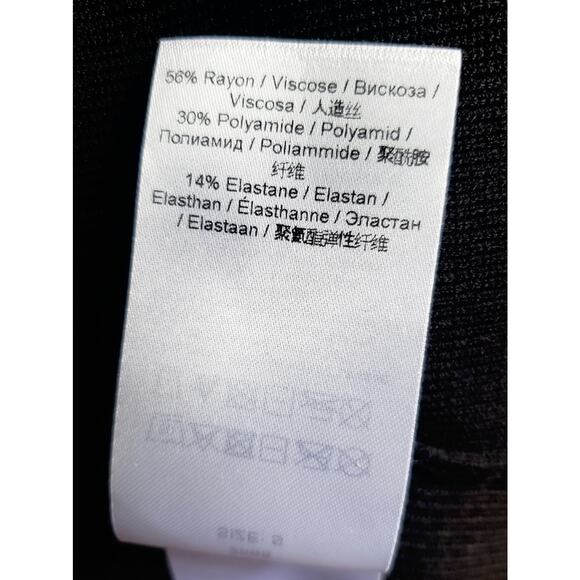 56% Rayon / Viscose / Вискоза /
Viscosa / 人造丝
30% Polyamide / Polyamid /
Полиамид / Poliammide / 聚酰胺
纤维
14% Elastane / Elastan /
Elasthan / Élasthanne / Эластан
/ Elastaan / 聚氨酯弹性纤维
SIZE: S